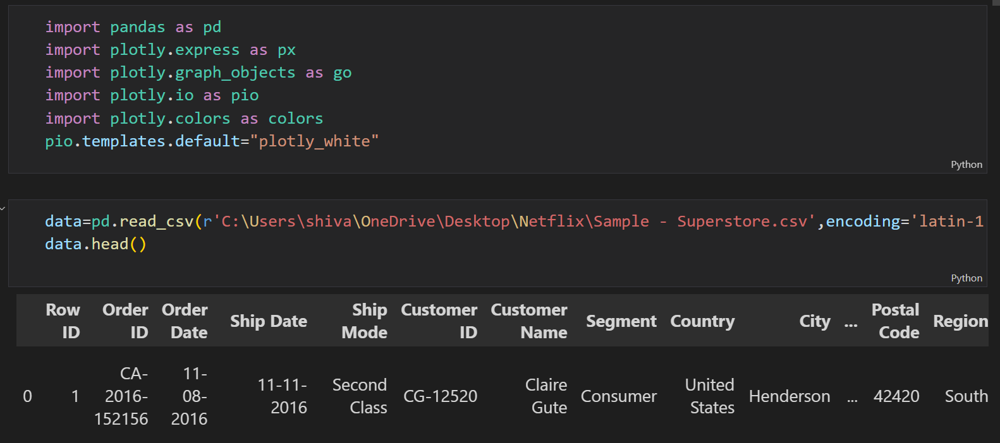 import pandas as pd
import plotly.express as px
import plotly.graph_objects as go
import plotly.io as pio
import plotly.colors as colors
pio.templates.default="plotly_white"
Python
data=pd.read_csv(r'C:\Users\shiva\OneDrive\Desktop\Netflix\Sample - Superstore.csv',encoding='latin-1
data.head()
Python
Row ID Order ID Order Date Ship Date Ship Mode Customer ID Customer Name Segment Country City ... Postal Code Region
0 1 CA-2016-152156 11-08-2016 11-11-2016 Second Class CG-12520 Claire Gute Consumer United States Henderson ... 42420 South